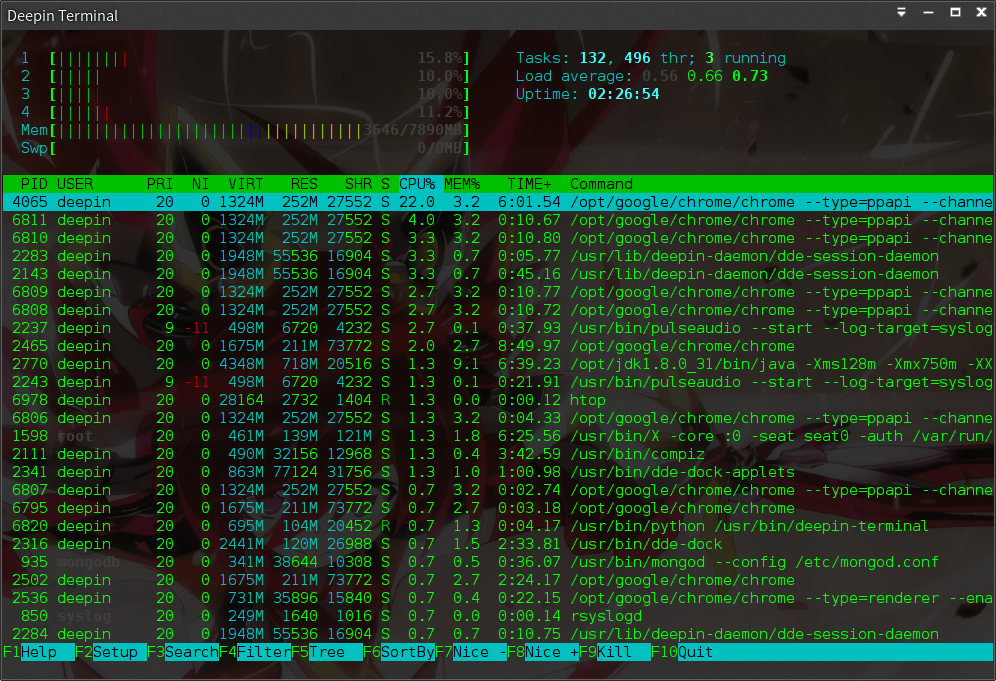 Deepin Terminal
1 [|||||||| 15.8%] Tasks: 132, 496 thr; 3 running
2 [||||| 10.0%] Load average: 0.56 0.66 0.73
3 [|||| 10.0%] Uptime: 02:26:54
4 [|||||| 11.2%]
Mem[||||||||||||||||||||||||||||||||||3646/7890MB]
Swp[ 0/0MB]
PID USER PRI NI VIRT RES SHR S CPU% MEM% TIME+ Command
4065 deepin 20 0 1324M 252M 27552 S 22.0 3.2 6:01.54 /opt/google/chrome/chrome --type=ppapi --channe
6811 deepin 20 0 1324M 252M 27552 S 4.0 3.2 0:10.67 /opt/google/chrome/chrome --type=ppapi --channe
6810 deepin 20 0 1324M 252M 27552 S 3.3 3.2 0:10.80 /opt/google/chrome/chrome --type=ppapi --channe
2283 deepin 20 0 1948M 55536 16904 S 3.3 0.7 0:05.77 /usr/lib/deepin-daemon/dde-session-daemon
2143 deepin 20 0 1948M 55536 16904 S 3.3 0.7 0:45.16 /usr/lib/deepin-daemon/dde-session-daemon
6809 deepin 20 0 1324M 252M 27552 S 2.7 3.2 0:10.77 /opt/google/chrome/chrome --type=ppapi --channe
6808 deepin 20 0 1324M 252M 27552 S 2.7 3.2 0:10.72 /opt/google/chrome/chrome --type=ppapi --channe
2237 deepin 9 -11 498M 6720 4232 S 2.7 0.1 0:37.93 /usr/bin/pulseaudio --start --log-target=syslog
2465 deepin 20 0 1675M 211M 73772 S 2.0 2.7 8:49.97 /opt/google/chrome/chrome
2770 deepin 20 0 4348M 718M 20516 S 1.3 9.1 6:39.23 /opt/jdk1.8.0_31/bin/java -Xms128m -Xmx750m -XX
2243 deepin 9 -11 498M 6720 4232 S 1.3 0.1 0:21.91 /usr/bin/pulseaudio --start --log-target=syslog
6978 deepin 20 0 28164 2732 1404 R 1.3 0.0 0:00.12 htop
6806 deepin 20 0 1324M 252M 27552 S 1.3 3.2 0:04.33 /opt/google/chrome/chrome --type=ppapi --channe
1598 root 20 0 461M 139M 121M S 1.3 1.8 6:25.56 /usr/bin/X -core :0 -seat seat0 -auth /var/run/
2111 deepin 20 0 490M 32156 12968 S 1.3 0.4 3:42.59 /usr/bin/compiz
2341 deepin 20 0 863M 77124 31756 S 1.3 1.0 1:00.98 /usr/bin/dde-dock-applets
6807 deepin 20 0 1324M 252M 27552 S 0.7 3.2 0:02.74 /opt/google/chrome/chrome --type=ppapi --channe
6795 deepin 20 0 1675M 211M 73772 S 0.7 2.7 0:03.18 /opt/google/chrome/chrome
6820 deepin 20 0 695M 104M 20452 R 0.7 1.3 0:04.17 /usr/bin/python /usr/bin/deepin-terminal
2316 deepin 20 0 2441M 120M 26988 S 0.7 1.5 2:33.81 /usr/bin/dde-dock
935 mongodb 20 0 341M 38644 10308 S 0.7 0.5 0:36.07 /usr/bin/mongod --config /etc/mongod.conf
2502 deepin 20 0 1675M 211M 73772 S 0.7 2.7 2:24.17 /opt/google/chrome/chrome
2536 deepin 20 0 731M 35896 15840 S 0.7 0.4 0:22.15 /opt/google/chrome/chrome --type=renderer --ena
850 syslog 20 0 249M 1640 1016 S 0.7 0.0 0:00.14 rsyslogd
2284 deepin 20 0 1948M 55536 16904 S 0.7 0.7 0:10.75 /usr/lib/deepin-daemon/dde-session-daemon
F1Help F2Setup F3SearchF4FilterF5Tree F6SortByF7Nice -F8Nice +F9Kill F10Quit